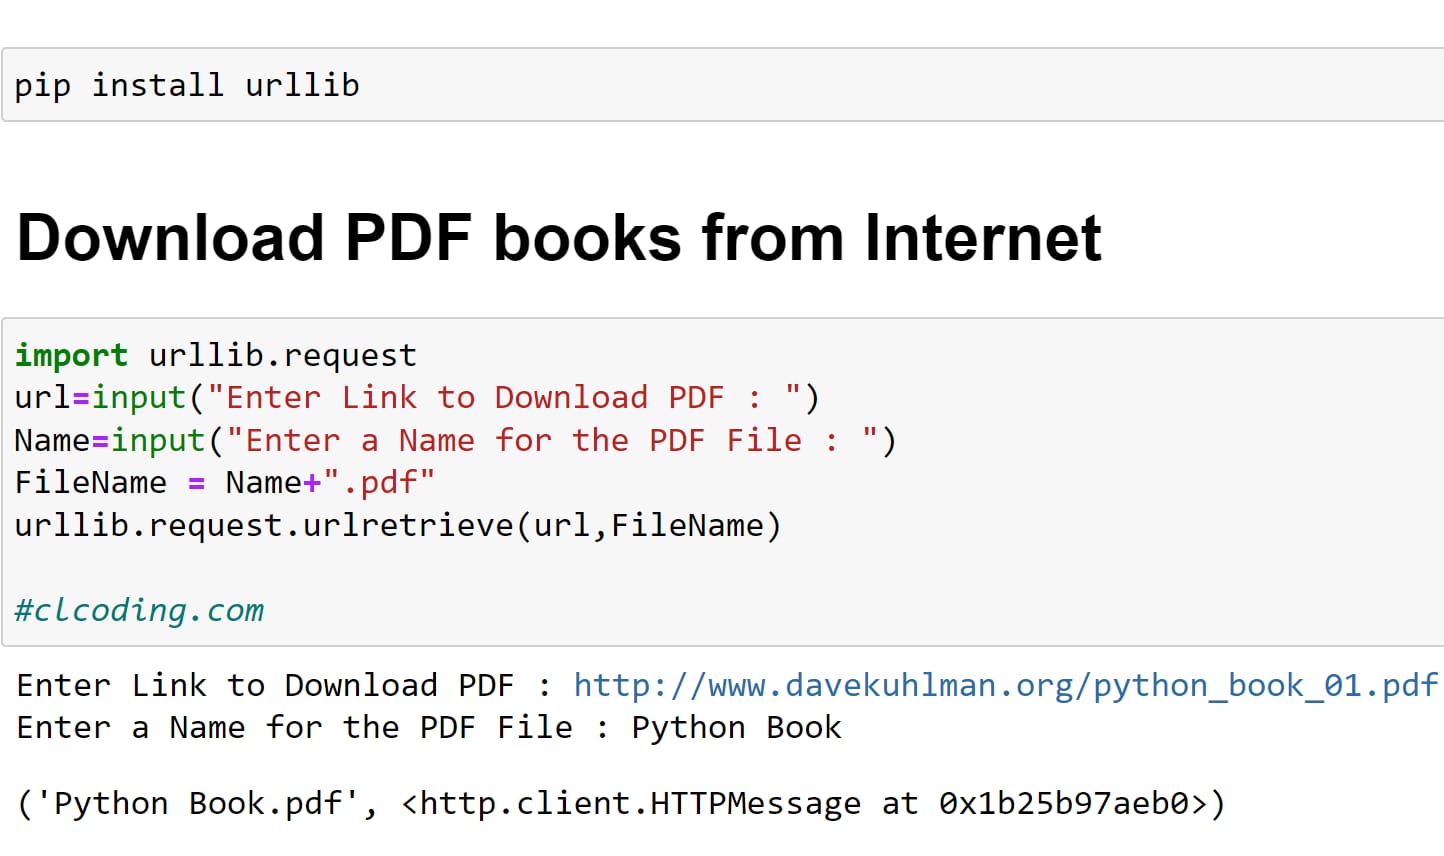 pip install urllib
Download PDF books from Internet
import urllib.request
url=input("Enter Link to Download PDF : ")
Name=input("Enter a Name for the PDF File : ")
FileName = Name+".pdf"
urllib.request.urlretrieve(url,FileName)
#clcoding.com
Enter Link to Download PDF : http://www.davekuhlman.org/python_book_01.pdf
Enter a Name for the PDF File : Python Book
('Python Book.pdf', <http.client.HTTPMessage at 0x1b25b97aeb0>)